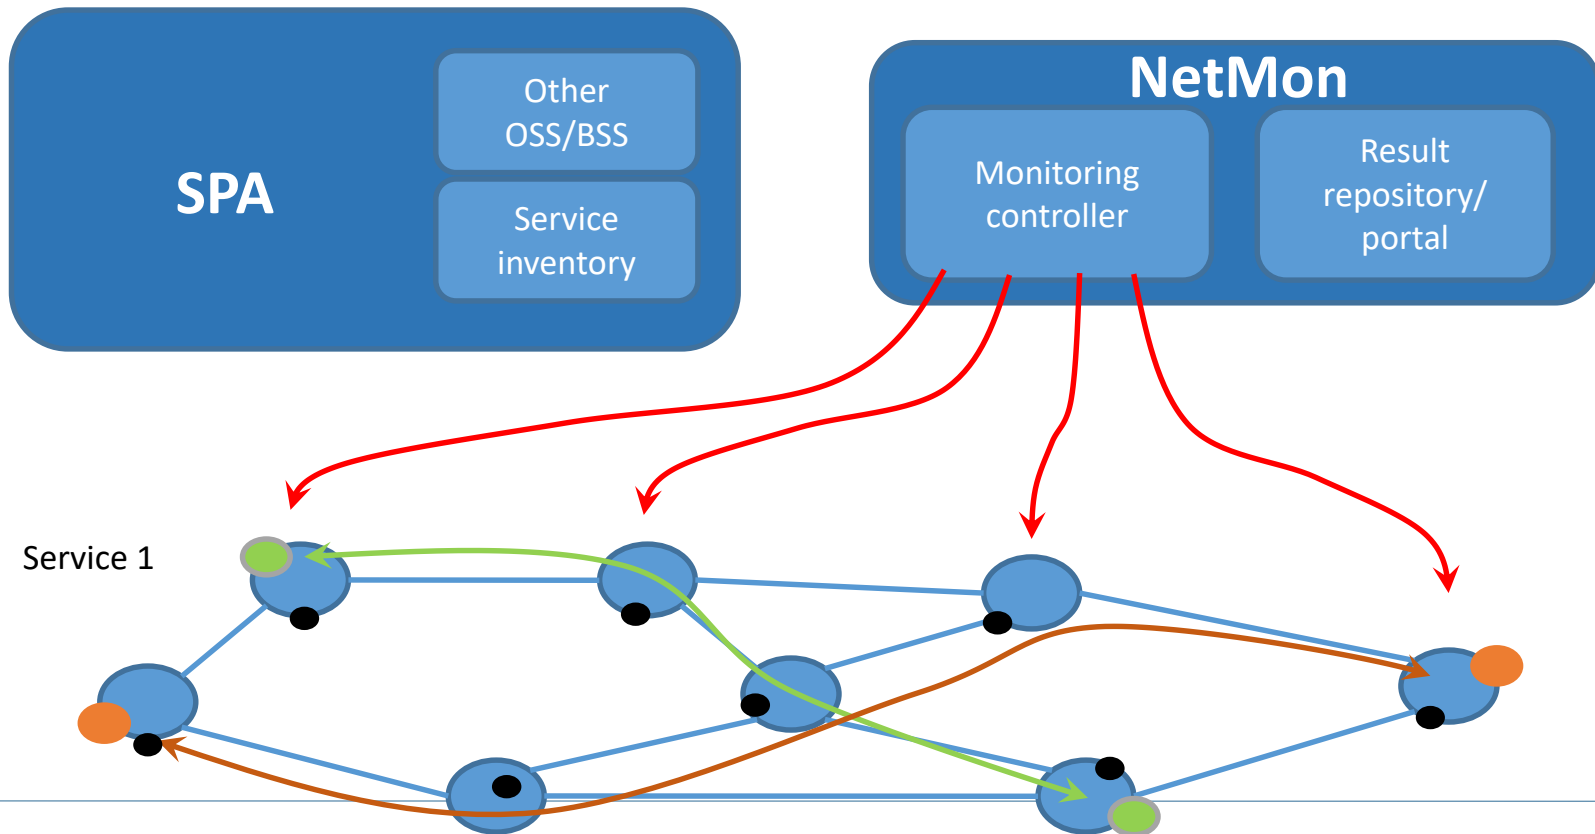 SPA
Other
OSS/BSS
Service
inventory
NetMon
Monitoring
controller
Result
repository/
portal
Service 1